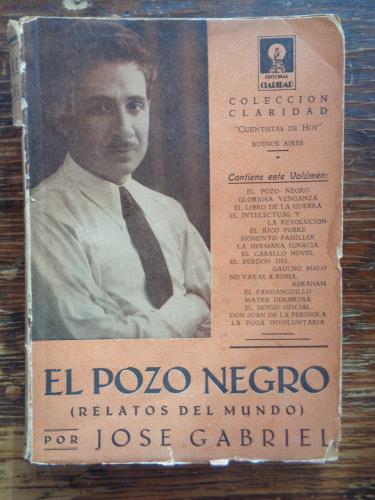 EDITORIAL
CLARIDAD
COLECCION
CLARIDAD
"CUENTISTAS DE HOY"
BUENOS AIRES
Contiene este Volúmen:
EL POZO NEGRO
GLORIOSA VENGANZA
EL LIBRO DE LA GUERRA
EL INTELECTUAL Y
LA REVOLUCION
EL RICO POBRE
MOMENTO FAMILIAR
LA HERMANA IGNACIA
EL CABALLO NOVEL
EL PERDON DEL
GAUCHO MALO
NO VAYAS A ROMA,
ABRAHAM
EL FANDANGUILLO
MATER DOLOROSA
EL NOVIO OFICIAL
DON JUAN DE LA PERINOLA
LA FUGA INVOLUNTARIA
EL POZO NEGRO
(RELATOS DEL MUNDO)
POR JOSE GABRIEL